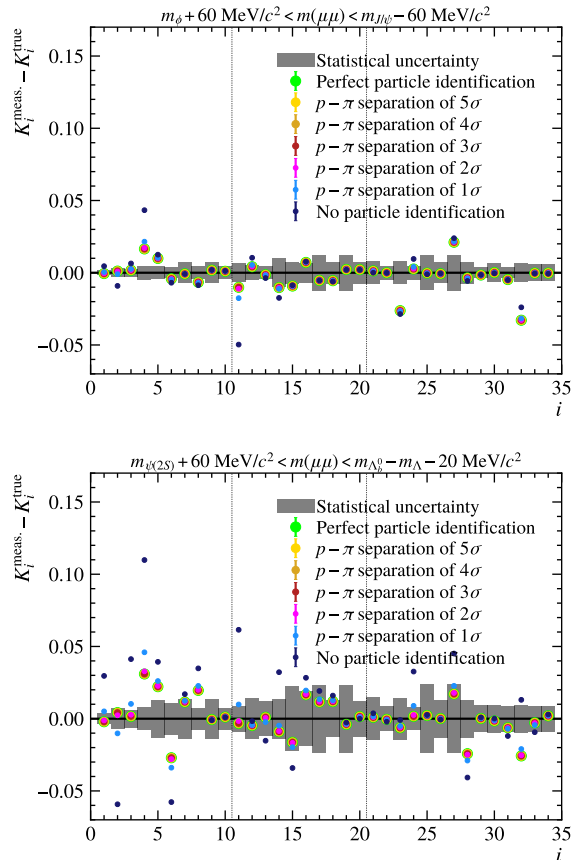 m_ϕ + 60 MeV/c² < m(μμ) < m_{J/ψ} − 60 MeV/c²
K_i^{meas.} − K_i^{true}
0.15
0.10
0.05
0.00
−0.05
Statistical uncertainty
Perfect particle identification
p − π separation of 5σ
p − π separation of 4σ
p − π separation of 3σ
p − π separation of 2σ
p − π separation of 1σ
No particle identification
0 5 10 15 20 25 30 35
i
m_{ψ(2S)} + 60 MeV/c² < m(μμ) < m_{Λ_b^0} − m_Λ − 20 MeV/c²
K_i^{meas.} − K_i^{true}
0.15
0.10
0.05
0.00
−0.05
Statistical uncertainty
Perfect particle identification
p − π separation of 5σ
p − π separation of 4σ
p − π separation of 3σ
p − π separation of 2σ
p − π separation of 1σ
No particle identification
0 5 10 15 20 25 30 35
i